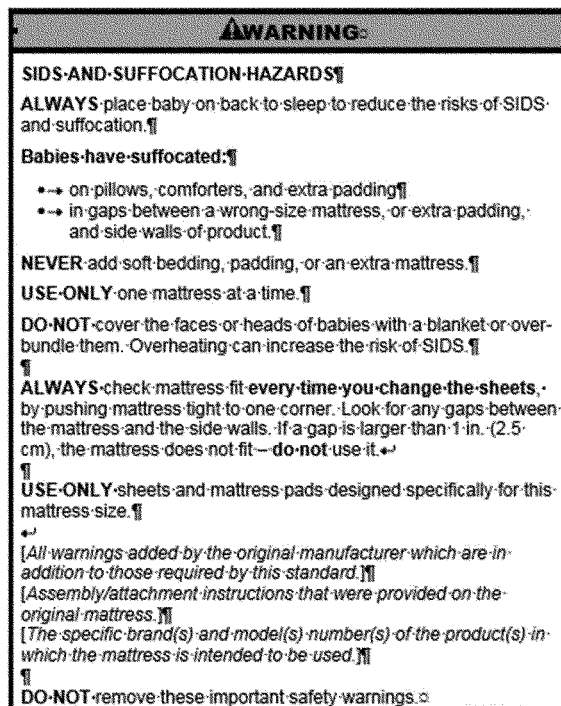 ⚠WARNING
SIDS AND SUFFOCATION HAZARDS¶
ALWAYS place baby on back to sleep to reduce the risks of SIDS
and suffocation.¶
Babies have suffocated:¶
•→ on pillows, comforters, and extra padding¶
•→ in gaps between a wrong-size mattress, or extra padding,
and side walls of product.¶
NEVER add soft bedding, padding, or an extra mattress.¶
USE ONLY one mattress at a time.¶
DO NOT cover the faces or heads of babies with a blanket or over-
bundle them. Overheating can increase the risk of SIDS.¶
¶
ALWAYS check mattress fit every time you change the sheets,
by pushing mattress tight to one corner. Look for any gaps between
the mattress and the side walls. If a gap is larger than 1 in. (2.5
cm), the mattress does not fit – do not use it.↵
¶
USE ONLY sheets and mattress pads designed specifically for this
mattress size.¶
↵
[All warnings added by the original manufacturer which are in
addition to those required by this standard.]¶
[Assembly/attachment instructions that were provided on the
original mattress.]¶
[The specific brand(s) and model(s) number(s) of the product(s) in
which the mattress is intended to be used.]¶
¶
DO NOT remove these important safety warnings.¤